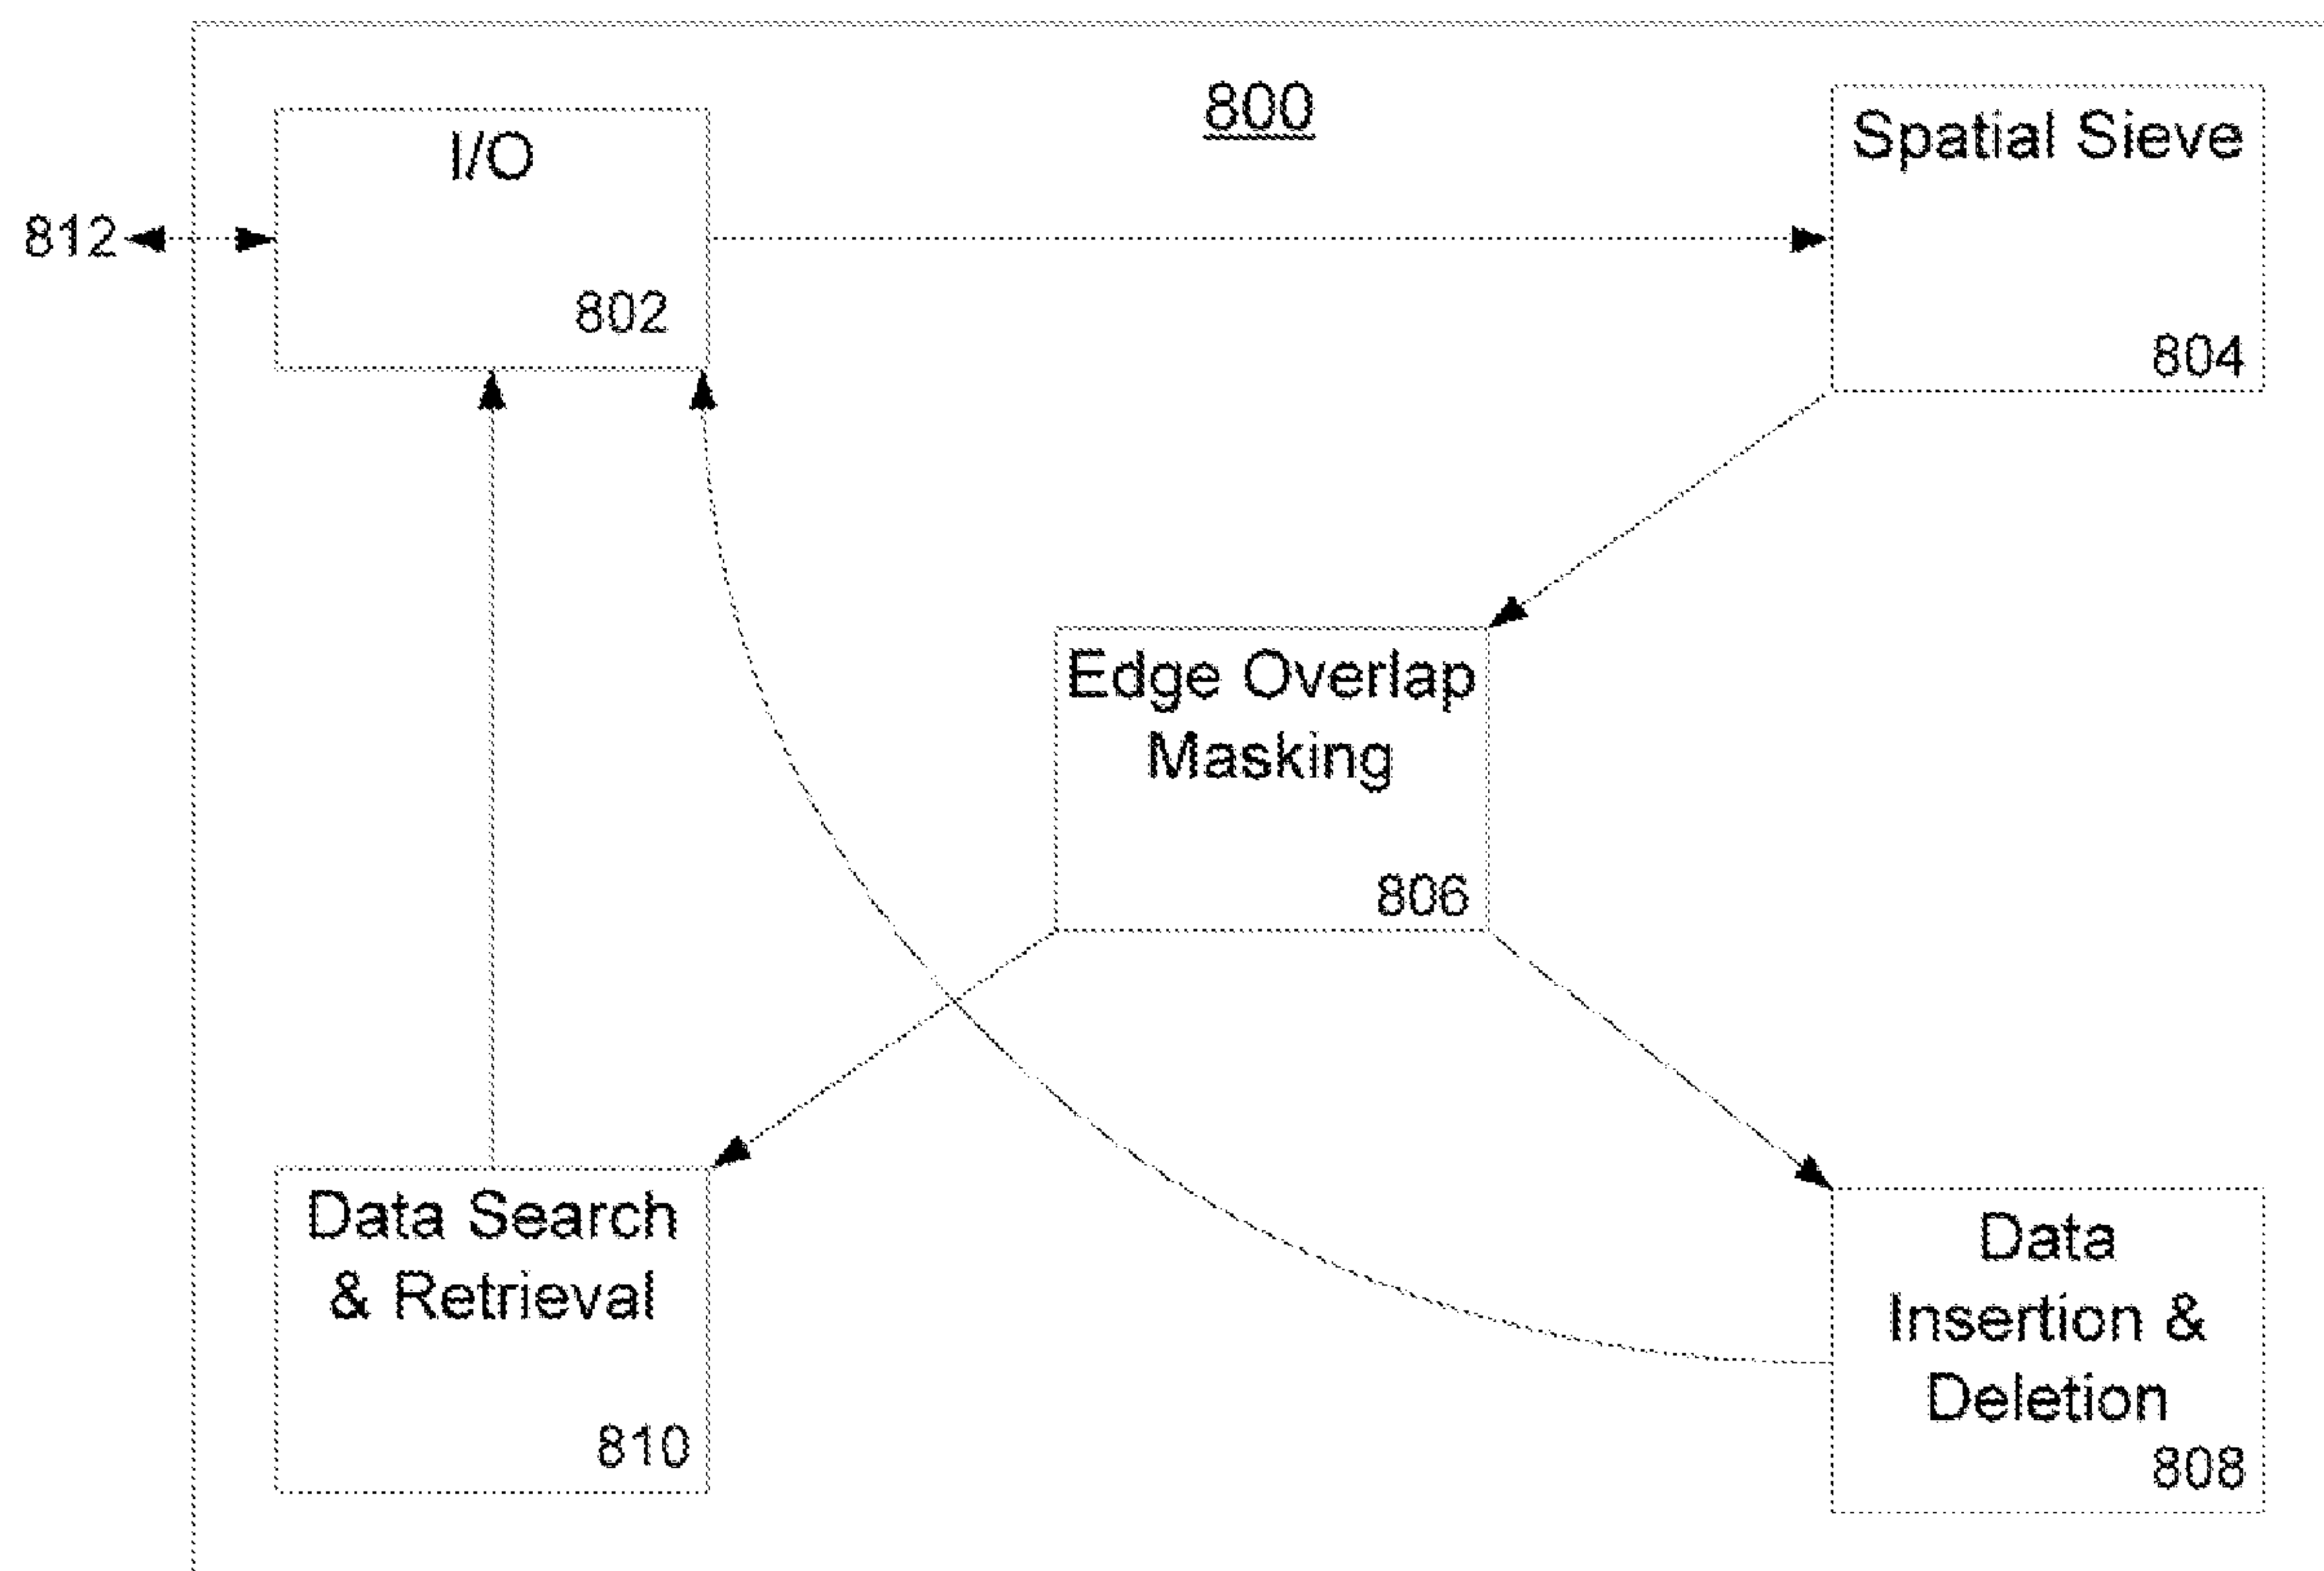 800
I/O
802
812
Spatial Sieve
804
Edge Overlap
Masking
806
Data Search
& Retrieval
810
Data
Insertion &
Deletion
808